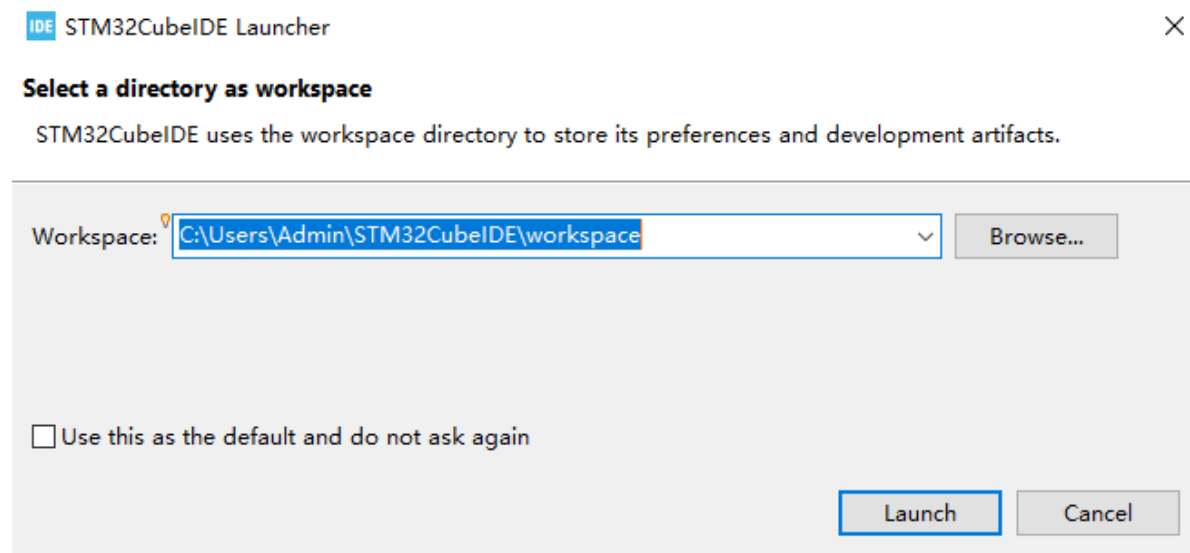 IDE STM32CubeIDE Launcher
Select a directory as workspace
STM32CubeIDE uses the workspace directory to store its preferences and development artifacts.
Workspace: C:\Users\Admin\STM32CubeIDE\workspace Browse...
Use this as the default and do not ask again
Launch Cancel